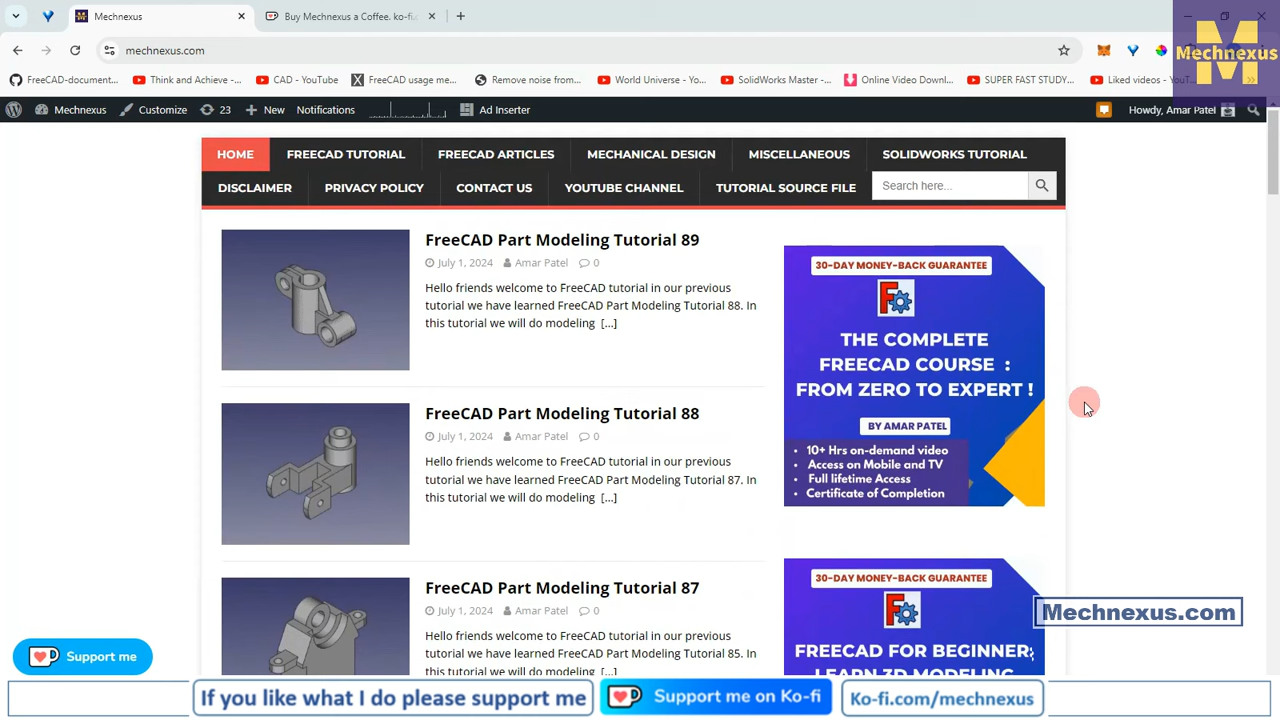 Mechnexus
Buy Mechnexus a Coffee. ko-fi.c
mechnexus.com
FreeCAD-document...
Think and Achieve -...
CAD - YouTube
FreeCAD usage me...
Remove noise from...
World Universe - Yo...
SolidWorks Master -...
Online Video Downl...
SUPER FAST STUDY...
Liked videos - YouT...
M
Mechnexus
Mechnexus
Customize
23
New
Notifications
Ad Inserter
Howdy, Amar Patel
HOME
FREECAD TUTORIAL
FREECAD ARTICLES
MECHANICAL DESIGN
MISCELLANEOUS
SOLIDWORKS TUTORIAL
DISCLAIMER
PRIVACY POLICY
CONTACT US
YOUTUBE CHANNEL
TUTORIAL SOURCE FILE
Search here...
FreeCAD Part Modeling Tutorial 89
July 1, 2024 Amar Patel 0
Hello friends welcome to FreeCAD tutorial in our previous
tutorial we have learned FreeCAD Part Modeling Tutorial 88. In
this tutorial we will do modeling [...]
FreeCAD Part Modeling Tutorial 88
July 1, 2024 Amar Patel 0
Hello friends welcome to FreeCAD tutorial in our previous
tutorial we have learned FreeCAD Part Modeling Tutorial 87. In
this tutorial we will do modeling [...]
FreeCAD Part Modeling Tutorial 87
July 1, 2024 Amar Patel 0
Hello friends welcome to FreeCAD tutorial in our previous
tutorial we have learned FreeCAD Part Modeling Tutorial 85. In
30-DAY MONEY-BACK GUARANTEE
THE COMPLETE
FREECAD COURSE :
FROM ZERO TO EXPERT !
BY AMAR PATEL
• 10+ Hrs on-demand video
• Access on Mobile and TV
• Full lifetime Access
• Certificate of Completion
30-DAY MONEY-BACK GUARANTEE
FREECAD FOR BEGINNER:
LEARN 3D MODELING
Mechnexus.com
Support me
If you like what I do please support me
Support me on Ko-fi
Ko-fi.com/mechnexus